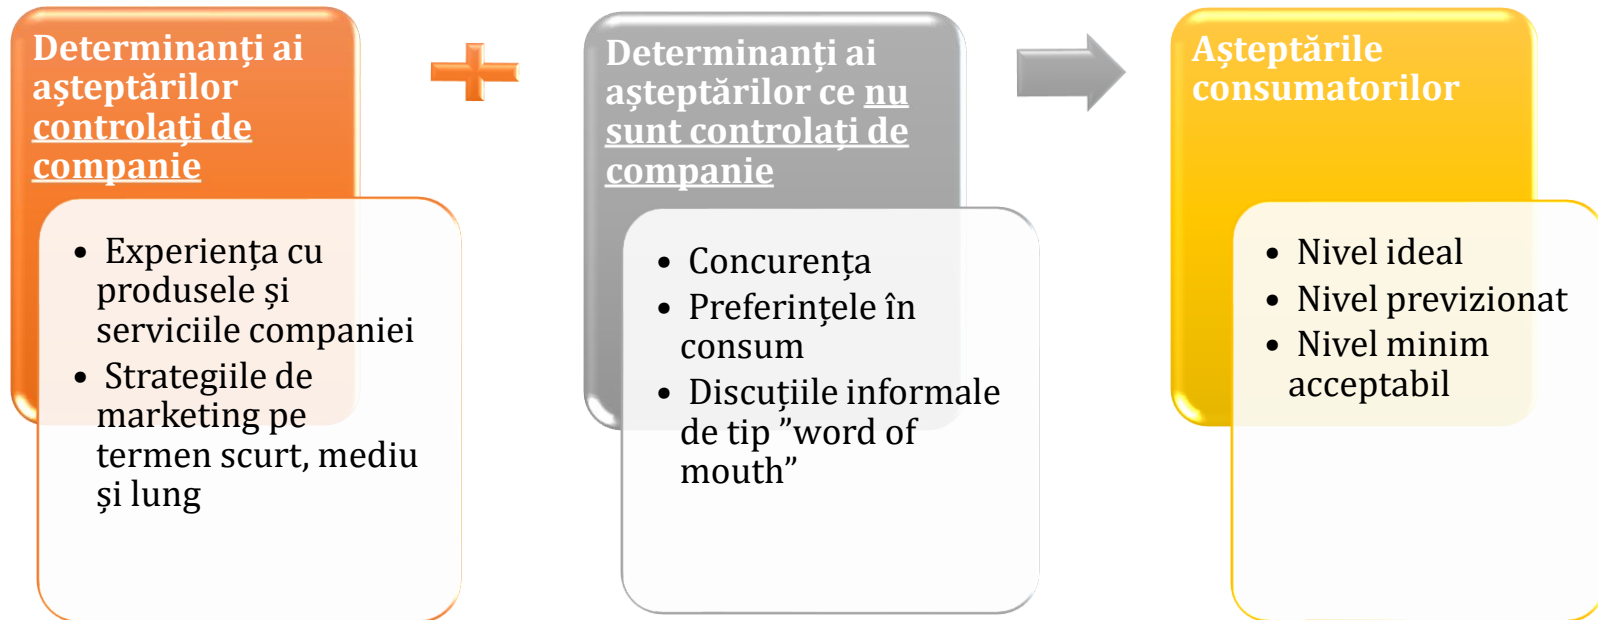 Determinanți ai
așteptărilor
controlați de
companie
• Experiența cu
produsele și
serviciile companiei
• Strategiile de
marketing pe
termen scurt, mediu
și lung
Determinanți ai
așteptărilor ce nu
sunt controlați de
companie
• Concurența
• Preferințele în
consum
• Discuțiile informale
de tip ”word of
mouth”
Așteptările
consumatorilor
• Nivel ideal
• Nivel previzionat
• Nivel minim
acceptabil